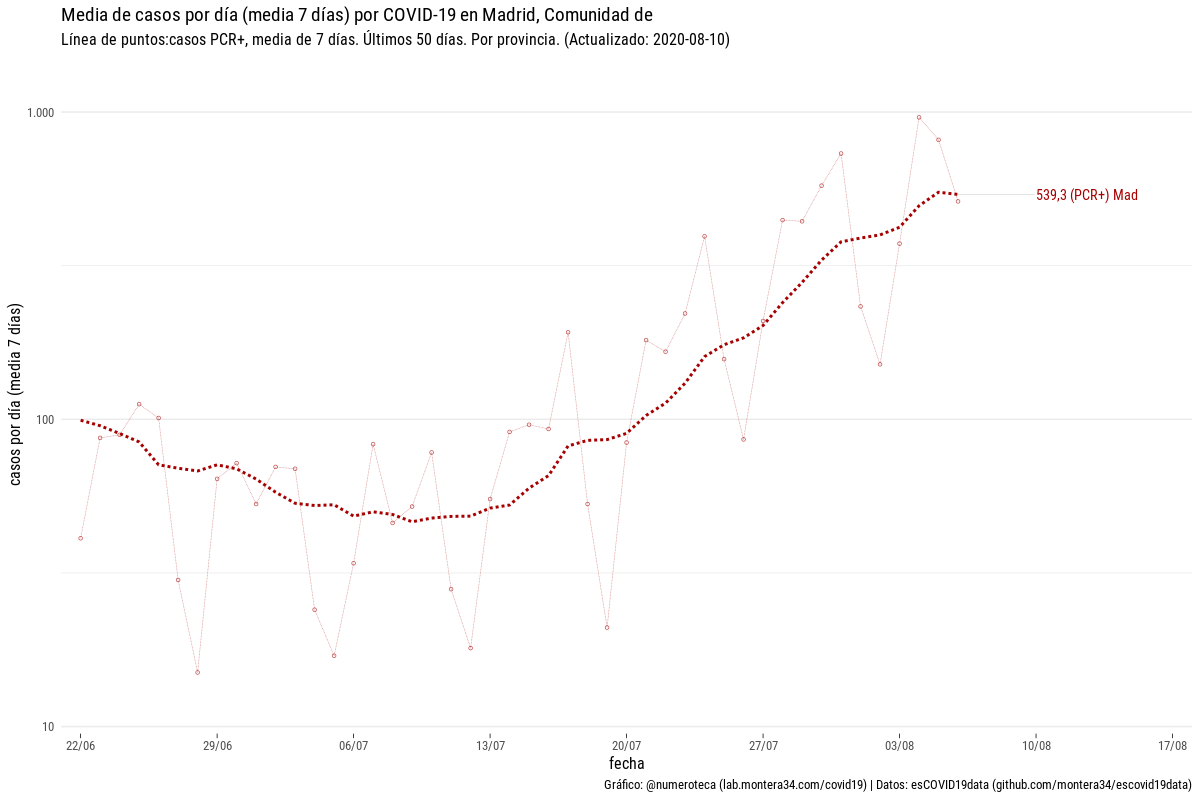 Media de casos por día (media 7 días) por COVID-19 en Madrid, Comunidad de
Línea de puntos:casos PCR+, media de 7 días. Últimos 50 días. Por provincia. (Actualizado: 2020-08-10)
casos por día (media 7 días)
1.000
100
10
539,3 (PCR+) Mad
22/06
29/06
06/07
13/07
20/07
27/07
03/08
10/08
17/08
fecha
Gráfico: @numeroteca (lab.montera34.com/covid19) | Datos: esCOVID19data (github.com/montera34/escovid19data)